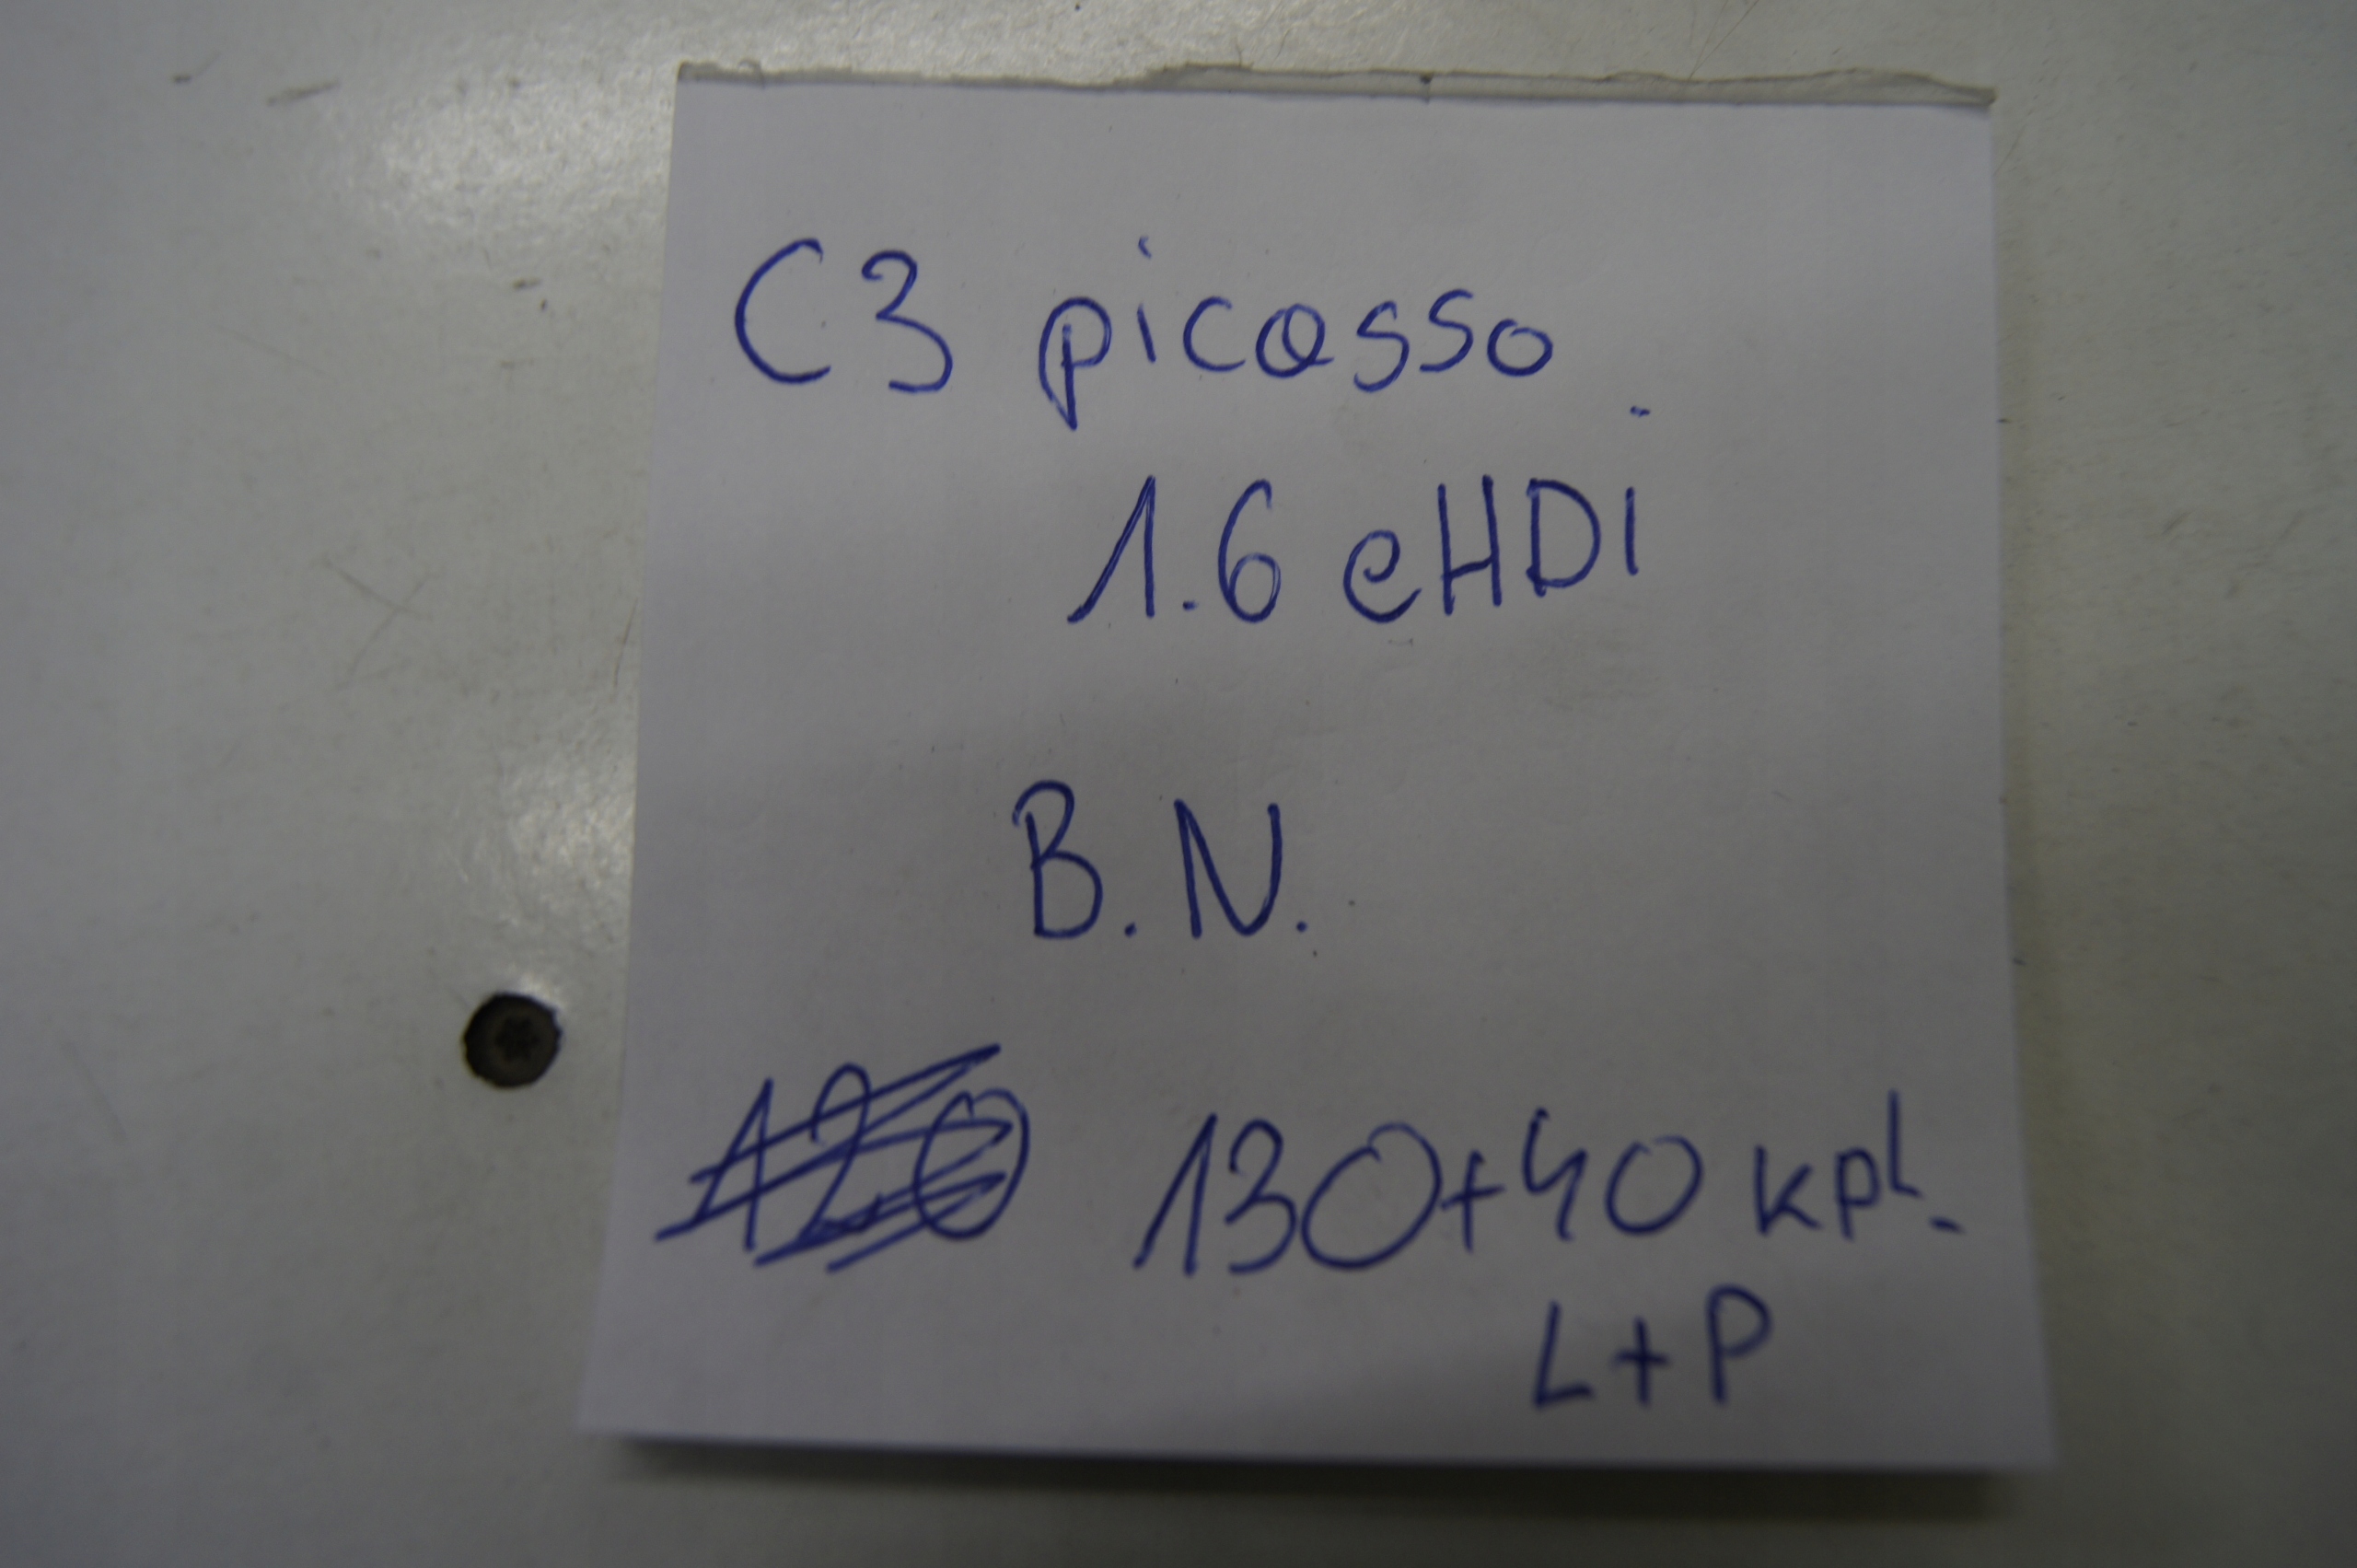 C3 picasso
1.6 eHDi
B.N.
120 130+40 kpl.
L+P